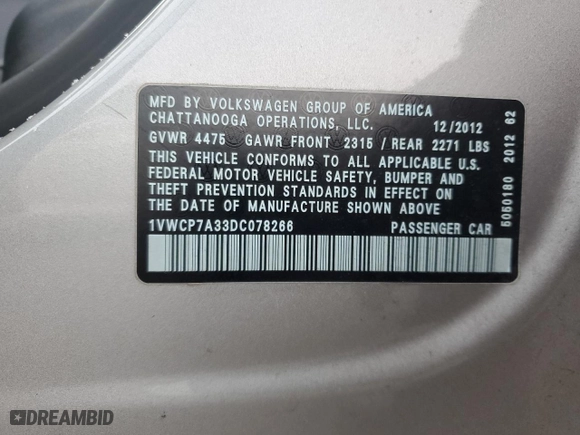 MFD BY VOLKSWAGEN GROUP OF AMERICA
CHATTANOOGA OPERATIONS, LLC. 12/2012
GVWR 4475 GAWR FRONT 2315 / REAR 2271 LBS
THIS VEHICLE CONFORMS TO ALL APPLICABLE U.S.
FEDERAL MOTOR VEHICLE SAFETY, BUMPER AND
THEFT PREVENTION STANDARDS IN EFFECT ON
THE DATE OF MANUFACTURE SHOWN ABOVE
1VWCP7A33DC078266 PASSENGER CAR
5050180 2012 62
DREAMBID